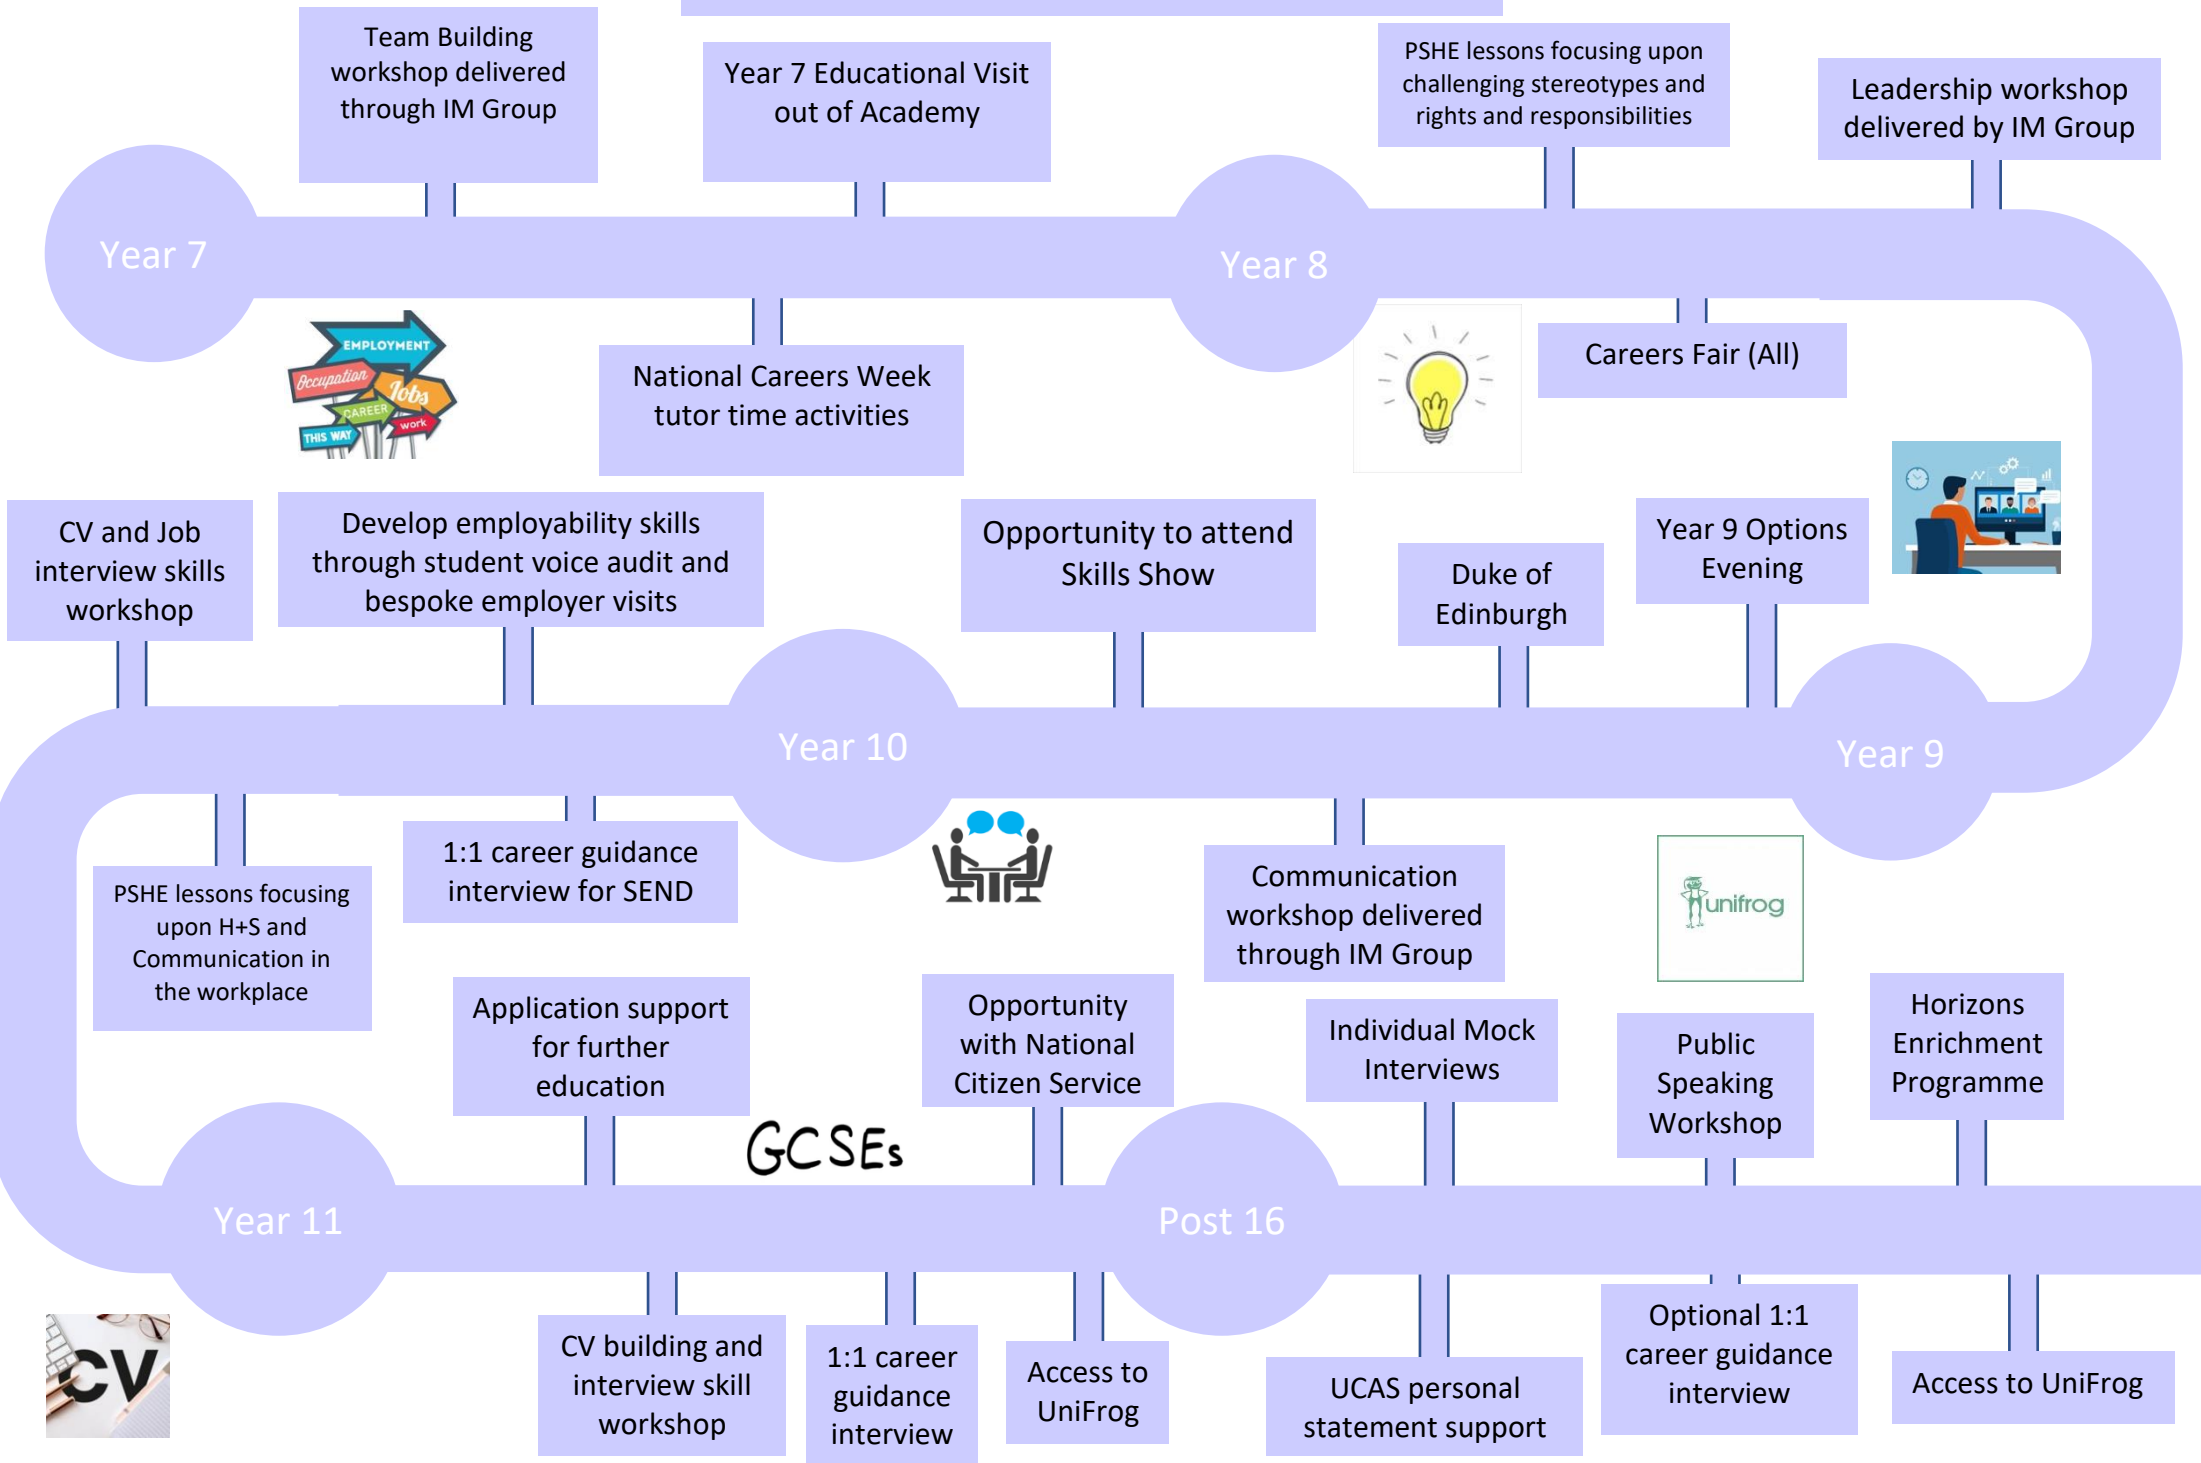 Team Building
workshop delivered
through IM Group
Year 7 Educational Visit
out of Academy
PSHE lessons focusing upon
challenging stereotypes and
rights and responsibilities
Leadership workshop
delivered by IM Group
Year 7
Year 8
EMPLOYMENT
Occupation
Jobs
CAREER
work
THIS WAY
National Careers Week
tutor time activities
Careers Fair (All)
CV and Job
interview skills
workshop
Develop employability skills
through student voice audit and
bespoke employer visits
Opportunity to attend
Skills Show
Duke of
Edinburgh
Year 9 Options
Evening
Year 10
Year 9
PSHE lessons focusing
upon H+S and
Communication in
the workplace
1:1 career guidance
interview for SEND
Communication
workshop delivered
through IM Group
unifrog
Application support
for further
education
GCSEs
Opportunity
with National
Citizen Service
Individual Mock
Interviews
Public
Speaking
Workshop
Horizons
Enrichment
Programme
Year 11
Post 16
CV
CV building and
interview skill
workshop
1:1 career
guidance
interview
Access to
UniFrog
UCAS personal
statement support
Optional 1:1
career guidance
interview
Access to UniFrog